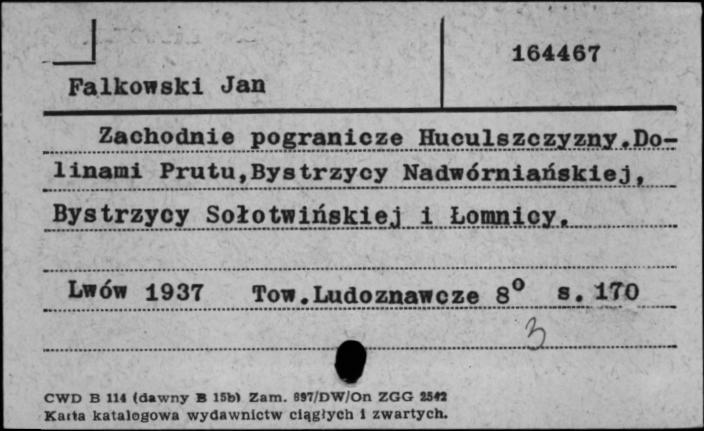 164467
Falkowski Jan
Zachodnie pogranicze Huculszczyzny.Do-
linami Prutu,Bystrzycy Nadwórniańskiej,
Bystrzycy Sołotwińskiej i Łomnicy.
Lwów 1937 Tow.Ludoznawcze 8° s. 170
3
CWD B 114 (dawny B 15b) Zam. 897/DW/On ZGG 2542
Karta katalogowa wydawnictw ciągłych i zwartych.